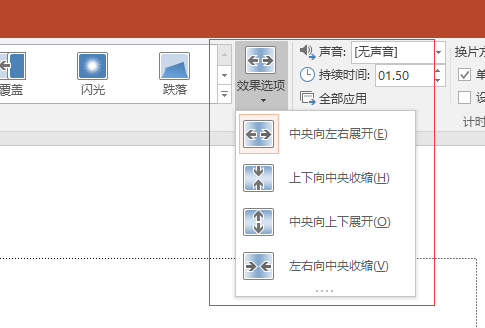 覆盖
闪光
跌落
效果选项
声音: [无声音]
持续时间: 01.50
全部应用
换片方
单
设
计时
中央向左右展开(E)
上下向中央收缩(H)
中央向上下展开(O)
左右向中央收缩(V)